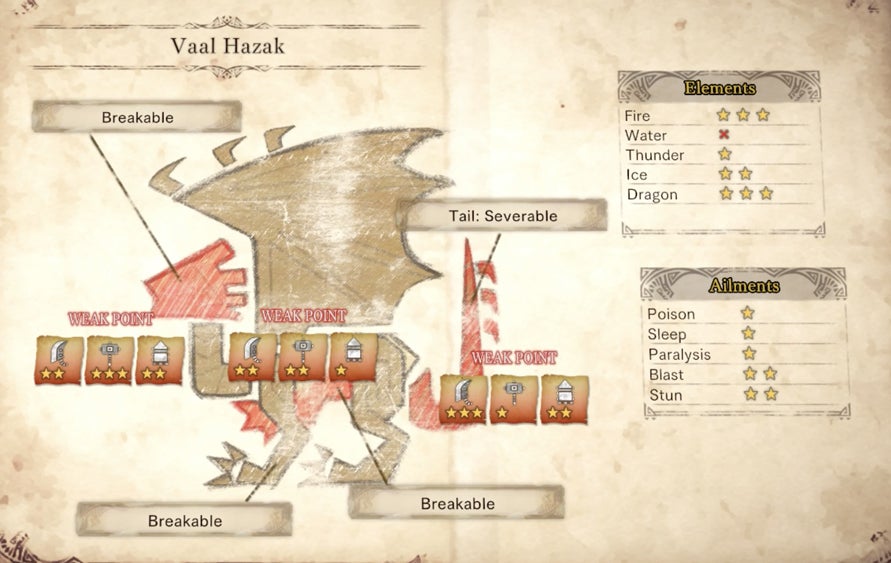 Vaal Hazak
Breakable
Tail: Severable
WEAK POINT
WEAK POINT
WEAK POINT
Breakable
Breakable
Elements
Fire
Water
Thunder
Ice
Dragon
Ailments
Poison
Sleep
Paralysis
Blast
Stun